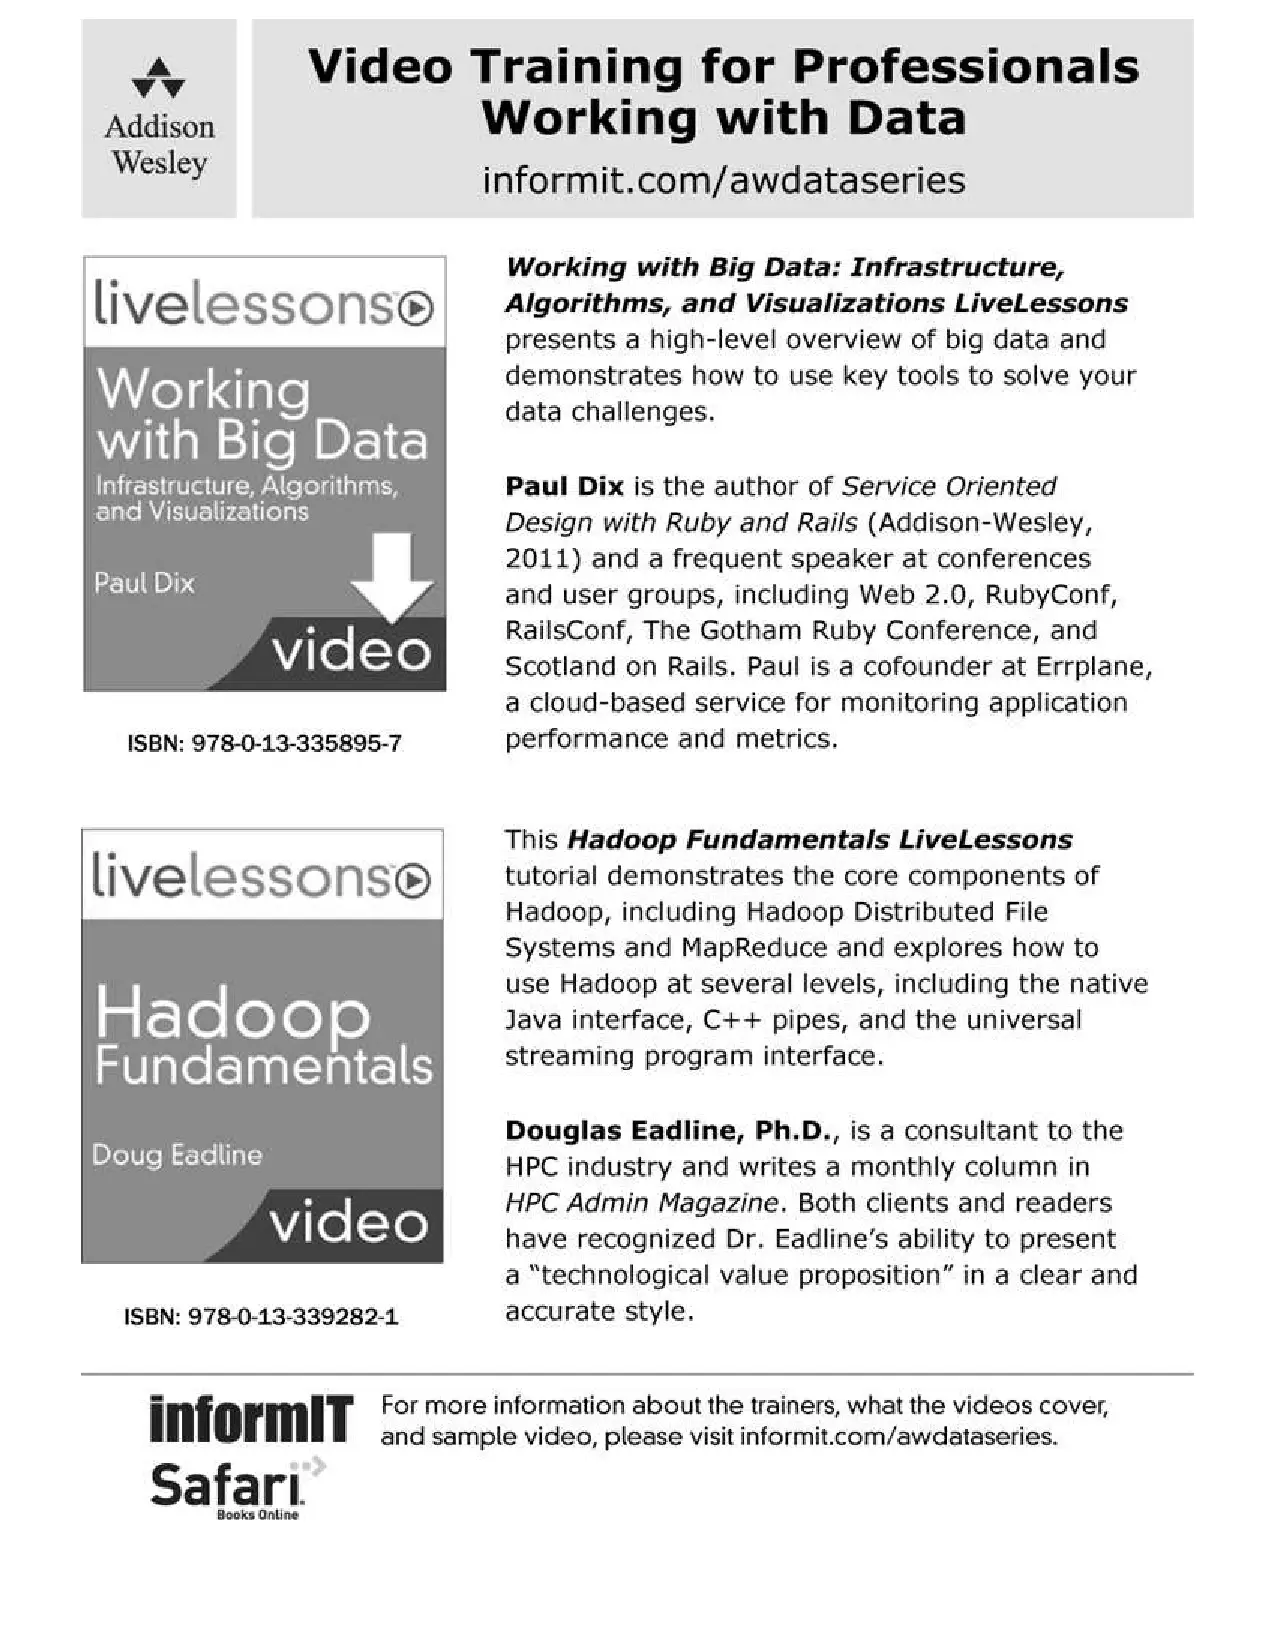 Addison
Wesley
Video Training for Professionals
Working with Data
informit.com/awdataseries
livelessons™
Working
with Big Data
Infrastructure, Algorithms,
and Visualizations
Paul Dix
video
ISBN: 978-0-13-335895-7
Working with Big Data: Infrastructure,
Algorithms, and Visualizations LiveLessons
presents a high-level overview of big data and
demonstrates how to use key tools to solve your
data challenges.
Paul Dix is the author of Service Oriented
Design with Ruby and Rails (Addison-Wesley,
2011) and a frequent speaker at conferences
and user groups, including Web 2.0, RubyConf,
RailsConf, The Gotham Ruby Conference, and
Scotland on Rails. Paul is a cofounder at Errplane,
a cloud-based service for monitoring application
performance and metrics.
livelessons™
Hadoop
Fundamentals
Doug Eadline
video
ISBN: 978-0-13-339282-1
This Hadoop Fundamentals LiveLessons
tutorial demonstrates the core components of
Hadoop, including Hadoop Distributed File
Systems and MapReduce and explores how to
use Hadoop at several levels, including the native
Java interface, C++ pipes, and the universal
streaming program interface.
Douglas Eadline, Ph.D., is a consultant to the
HPC industry and writes a monthly column in
HPC Admin Magazine. Both clients and readers
have recognized Dr. Eadline’s ability to present
a “technological value proposition” in a clear and
accurate style.
informIT
Safari
Books Online
For more information about the trainers, what the videos cover,
and sample video, please visit informit.com/awdataseries.